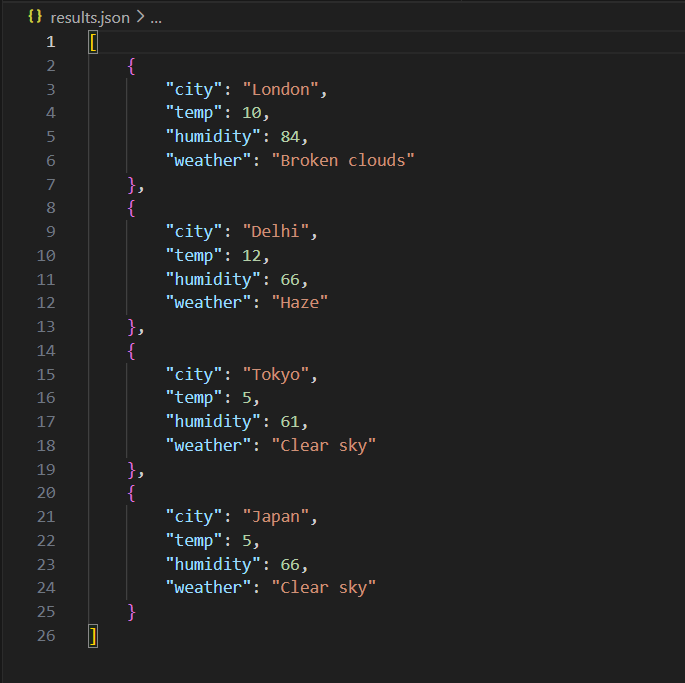 {} results.json > ...
1 [
2     {
3         "city": "London",
4         "temp": 10,
5         "humidity": 84,
6         "weather": "Broken clouds"
7     },
8     {
9         "city": "Delhi",
10         "temp": 12,
11         "humidity": 66,
12         "weather": "Haze"
13     },
14     {
15         "city": "Tokyo",
16         "temp": 5,
17         "humidity": 61,
18         "weather": "Clear sky"
19     },
20     {
21         "city": "Japan",
22         "temp": 5,
23         "humidity": 66,
24         "weather": "Clear sky"
25     }
26 ]